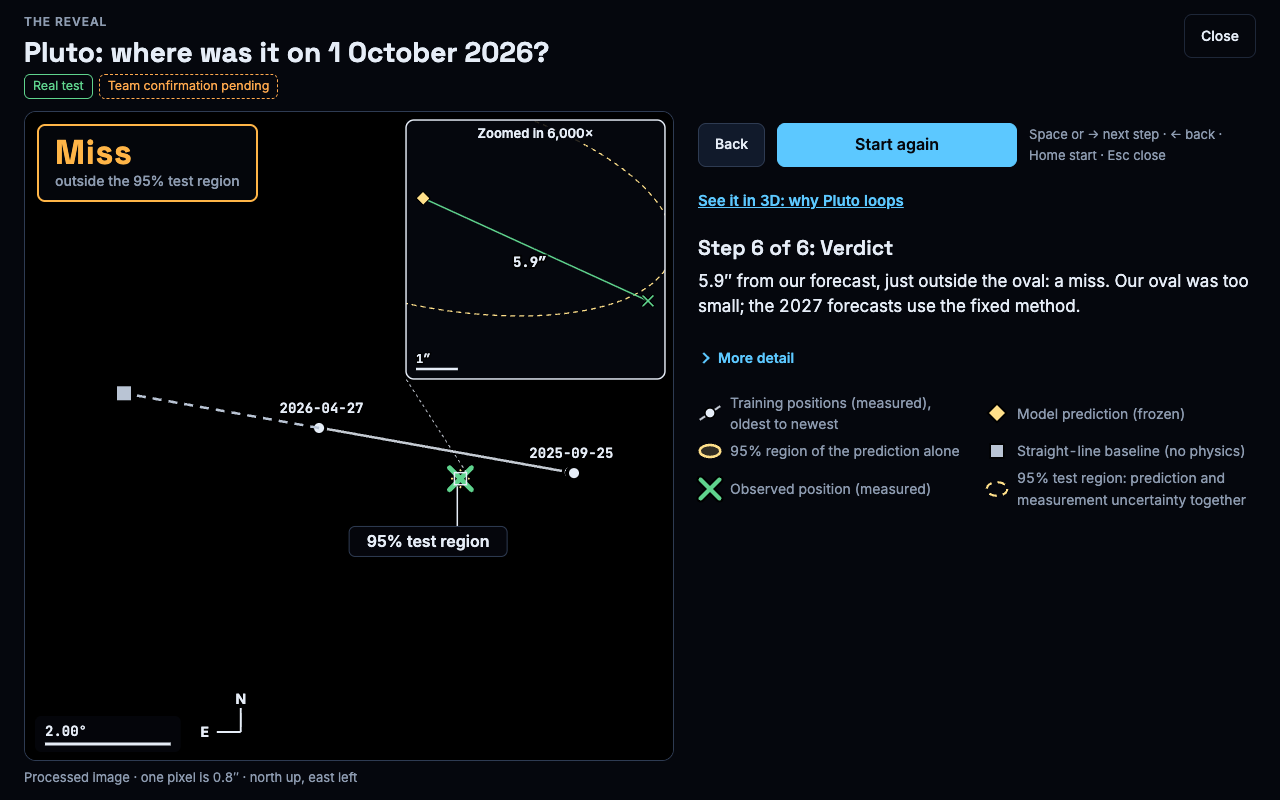 THE REVEAL
Pluto: where was it on 1 October 2026?
Close
Real test
Team confirmation pending
Miss
outside the 95% test region
Zoomed in 6,000×
5.9″
1″
2026-04-27
2025-09-25
95% test region
N
E
2.00°
Processed image · one pixel is 0.8″ · north up, east left
Back
Start again
Space or → next step · ← back ·
Home start · Esc close
See it in 3D: why Pluto loops
Step 6 of 6: Verdict
5.9″ from our forecast, just outside the oval: a miss. Our oval was too
small; the 2027 forecasts use the fixed method.
More detail
Training positions (measured),
oldest to newest
Model prediction (frozen)
95% region of the prediction alone
Straight-line baseline (no physics)
Observed position (measured)
95% test region: prediction and
measurement uncertainty together